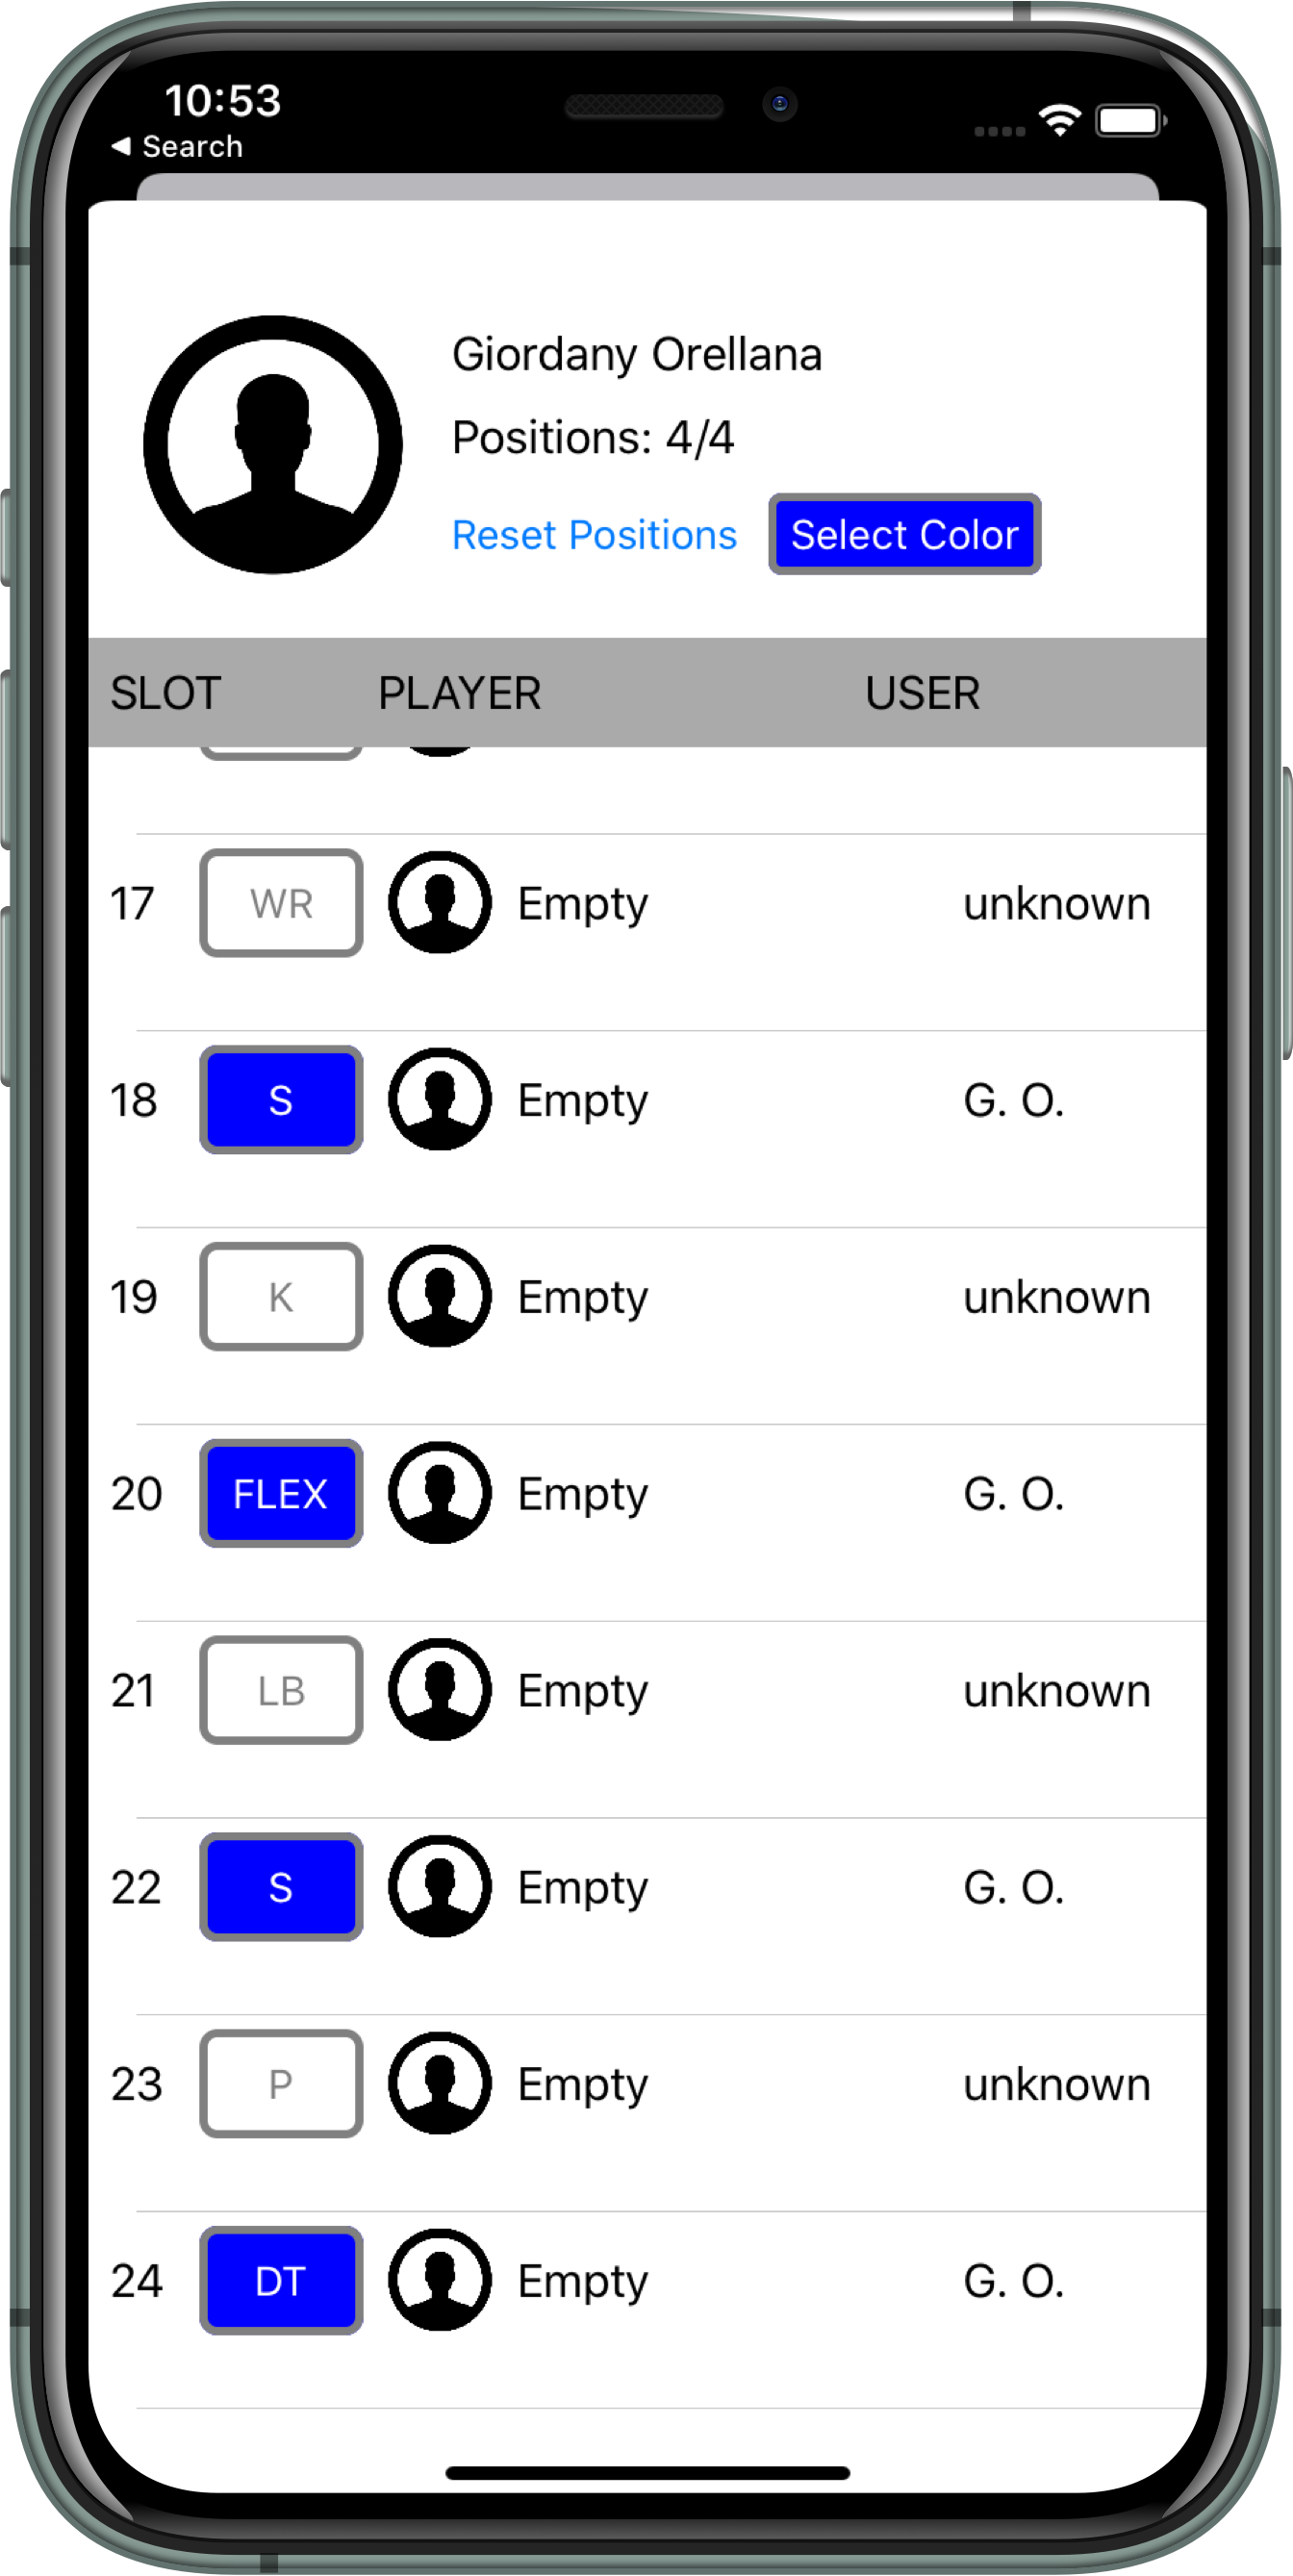 10:53
Search
Giordany Orellana
Positions: 4/4
Reset Positions Select Color
SLOT PLAYER USER
17 WR Empty unknown
18 S Empty G. O.
19 K Empty unknown
20 FLEX Empty G. O.
21 LB Empty unknown
22 S Empty G. O.
23 P Empty unknown
24 DT Empty G. O.